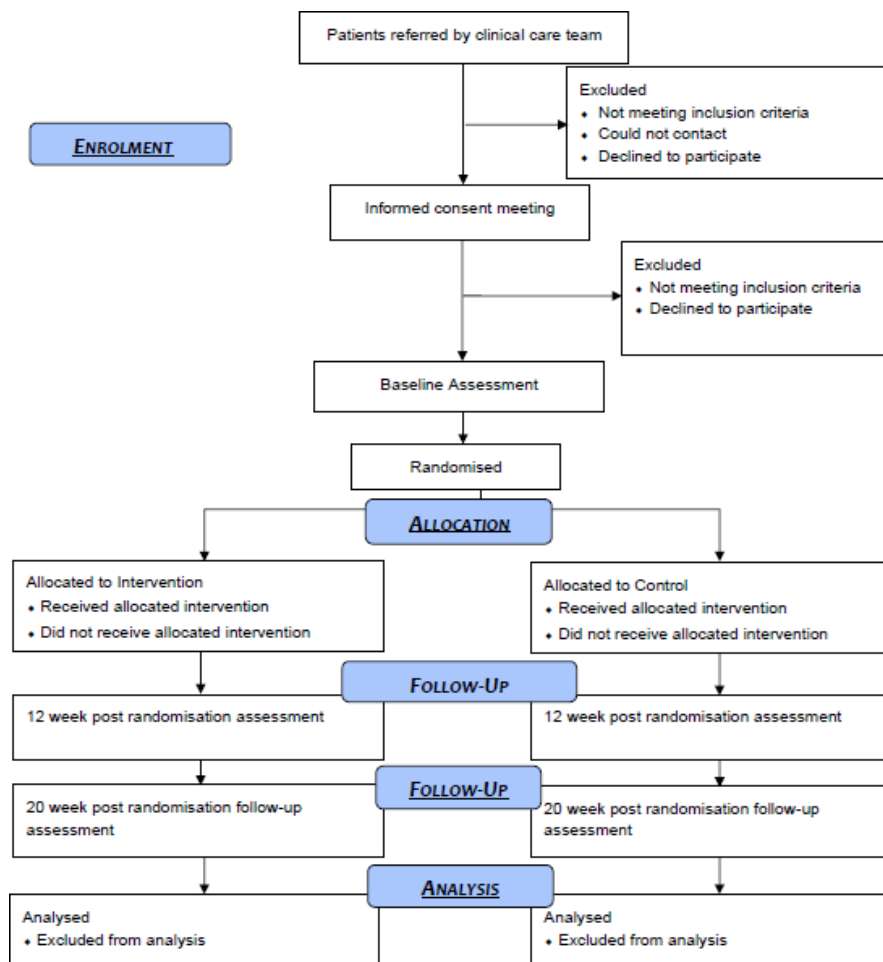 Patients referred by clinical care team
Excluded
• Not meeting inclusion criteria
• Could not contact
• Declined to participate
ENROLMENT
Informed consent meeting
Excluded
• Not meeting inclusion criteria
• Declined to participate
Baseline Assessment
Randomised
ALLOCATION
Allocated to Intervention
• Received allocated intervention
• Did not receive allocated intervention
Allocated to Control
• Received allocated intervention
• Did not receive allocated intervention
FOLLOW-UP
12 week post randomisation assessment
12 week post randomisation assessment
FOLLOW-UP
20 week post randomisation follow-up
assessment
20 week post randomisation follow-up
assessment
ANALYSIS
Analysed
• Excluded from analysis
Analysed
• Excluded from analysis